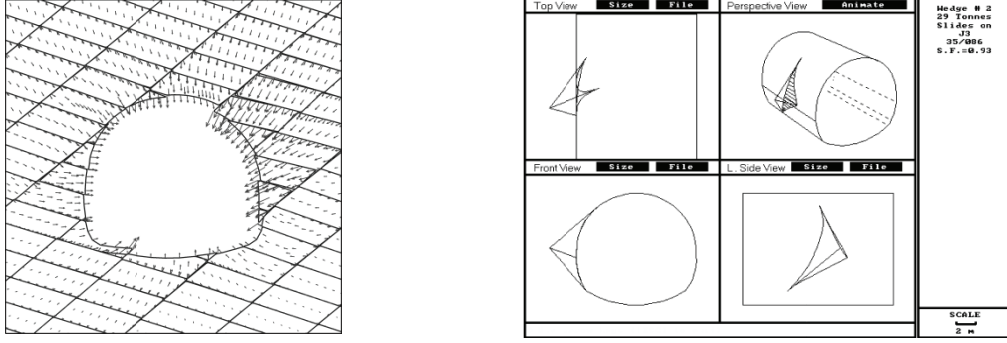 Top View Size File
Perspective View Animate
Front View Size File
L. Side View Size File
Wedge # 2
29 Tonnes
Slides on
J3
35/086
S.F.=0.93
SCALE
2 m